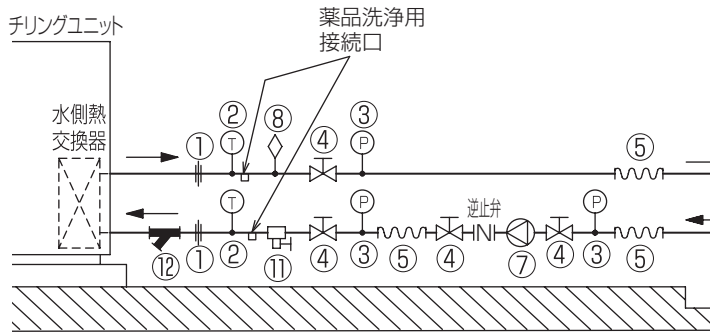 チリングユニット
薬品洗浄用
接続口
水側熱
交換器
① ② T ⑧ ④ ③ P ⑤
⑫ ① ② T ⑪ ④ ③ P ⑤ ④ 逆止弁 ⑦ ④ ③ P ⑤